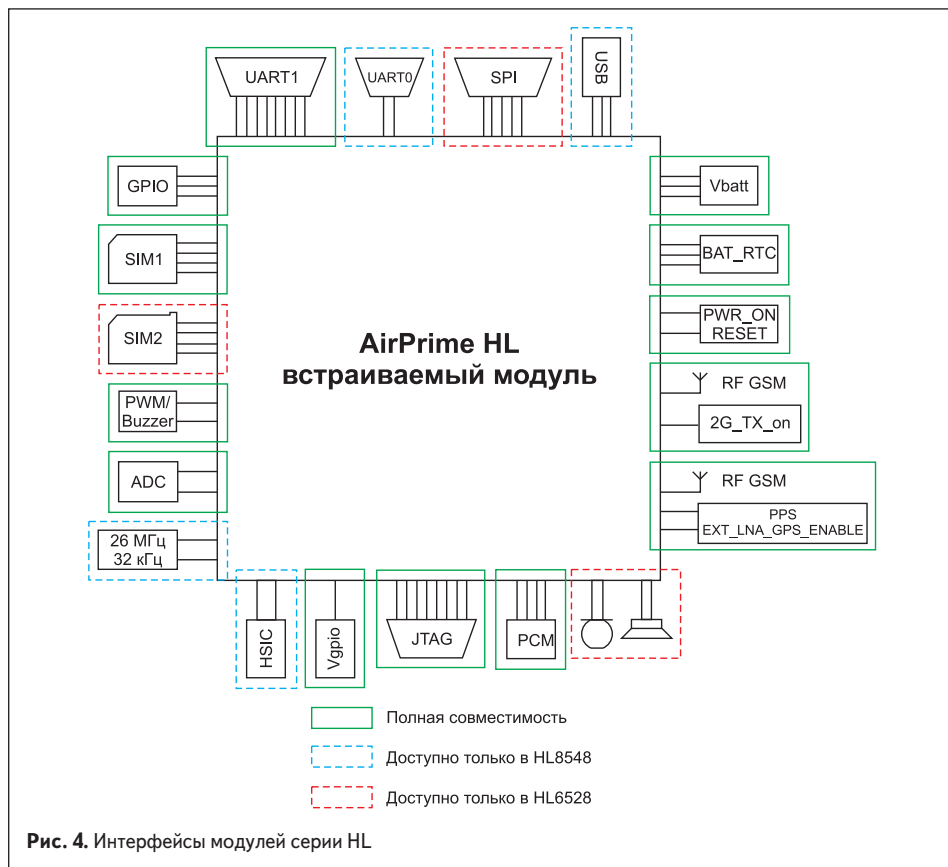 UART1
UART0
SPI
USB
GPIO
SIM1
SIM2
PWM/
Buzzer
ADC
26 МГц
32 кГц
AirPrime HL
встраиваемый модуль
Vbatt
BAT_RTC
PWR_ON
RESET
RF GSM
2G_TX_on
RF GSM
PPS
EXT_LNA_GPS_ENABLE
HSIC
Vgpio
JTAG
PCM
Полная совместимость
Доступно только в HL8548
Доступно только в HL6528
Рис. 4. Интерфейсы модулей серии HL